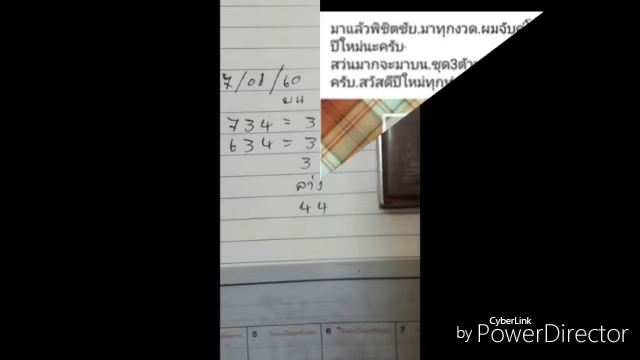 มาแล้วพิชิตชัย.มาทุกงวด.ผมจับ
ปีใหม่นะครับ
สว่นมากจะมาบน.ชุด3ตัว
ครับ.สวัสดีปีใหม่ทุก
7/01/60
บน
734 = 3
634 = 3
3
ล่าง
44
5
6
7
CyberLink
by PowerDirector